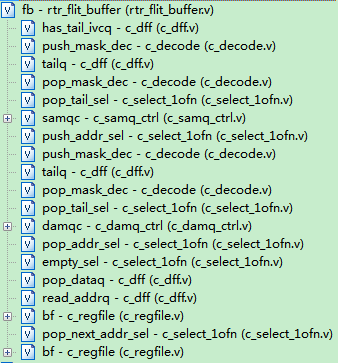 fb - rtr_flit_buffer (rtr_flit_buffer.v)
has_tail_ivcq - c_dff (c_dff.v)
push_mask_dec - c_decode (c_decode.v)
tailq - c_dff (c_dff.v)
pop_mask_dec - c_decode (c_decode.v)
pop_tail_sel - c_select_1ofn (c_select_1ofn.v)
samqc - c_samq_ctrl (c_samq_ctrl.v)
push_addr_sel - c_select_1ofn (c_select_1ofn.v)
push_mask_dec - c_decode (c_decode.v)
tailq - c_dff (c_dff.v)
pop_mask_dec - c_decode (c_decode.v)
pop_tail_sel - c_select_1ofn (c_select_1ofn.v)
damqc - c_damq_ctrl (c_damq_ctrl.v)
pop_addr_sel - c_select_1ofn (c_select_1ofn.v)
empty_sel - c_select_1ofn (c_select_1ofn.v)
pop_dataq - c_dff (c_dff.v)
read_addrq - c_dff (c_dff.v)
bf - c_regfile (c_regfile.v)
pop_next_addr_sel - c_select_1ofn (c_select_1ofn.v)
bf - c_regfile (c_regfile.v)